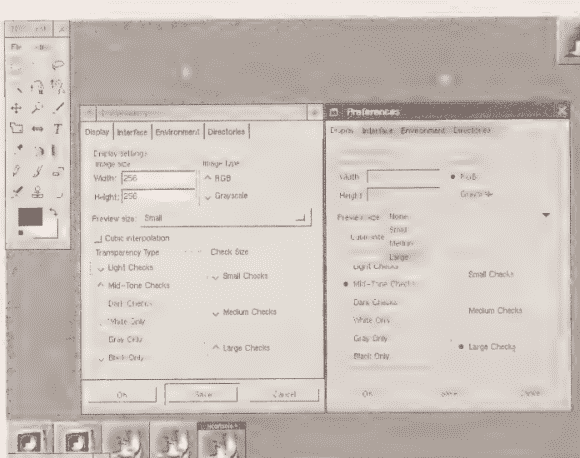 File
Preferences
Display Interface Environment Directories
Display settings
Image size
Image Type
Width: 256
RGB
Height: 256
Grayscale
Preview size: Small
Cubic interpolation
Transparency Type
Check Size
Light Checks
Small Checks
Mid-Tone Checks
Dark Checks
Medium Checks
White Only
Gray Only
Large Checks
Black Only
OK Save Cancel
Display Interface Environment Directories
Width
RGB
Height
Grayscale
Preview size None
Small
Medium
Large
Light Checks
Small Checks
Mid-Tone Checks
Dark Checks
Medium Checks
White Only
Gray Only
Large Checks
Black Only
OK Save Cancel